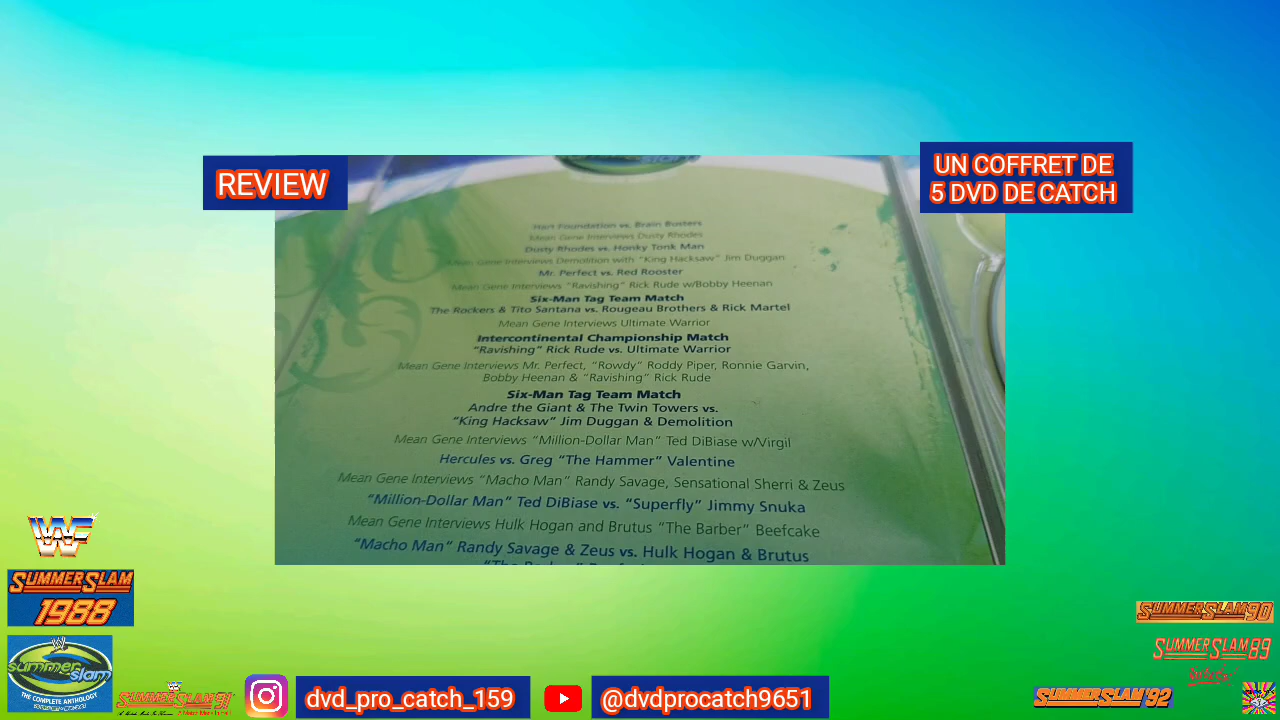 REVIEW
UN COFFRET DE
5 DVD DE CATCH
Hart Foundation vs. Brain Busters
Mean Gene Interviews Dusty Rhodes
Dusty Rhodes vs. Honky Tonk Man
Mean Gene Interviews Demolition with "King Hacksaw" Jim Duggan
Mr. Perfect vs. Red Rooster
Mean Gene Interviews "Ravishing" Rick Rude w/Bobby Heenan
Six-Man Tag Team Match
The Rockers & Tito Santana vs. Rougeau Brothers & Rick Martel
Mean Gene Interviews Ultimate Warrior
Intercontinental Championship Match
"Ravishing" Rick Rude vs. Ultimate Warrior
Mean Gene Interviews Mr. Perfect, "Rowdy" Roddy Piper, Ronnie Garvin,
Bobby Heenan & "Ravishing" Rick Rude
Six-Man Tag Team Match
Andre the Giant & The Twin Towers vs.
"King Hacksaw" Jim Duggan & Demolition
Mean Gene Interviews "Million-Dollar Man" Ted DiBiase w/Virgil
Hercules vs. Greg "The Hammer" Valentine
Mean Gene Interviews "Macho Man" Randy Savage, Sensational Sherri & Zeus
"Million-Dollar Man" Ted DiBiase vs. "Superfly" Jimmy Snuka
Mean Gene Interviews Hulk Hogan and Brutus "The Barber" Beefcake
"Macho Man" Randy Savage & Zeus vs. Hulk Hogan & Brutus
WF
SUMMERSLAM
1988
summerslam
THE COMPLETE ANTHOLOGY
SUMMERSLAM 91
dvd_pro_catch_159
@dvdprocatch9651
SUMMERSLAM 90
SUMMERSLAM 89
SUMMERSLAM '92